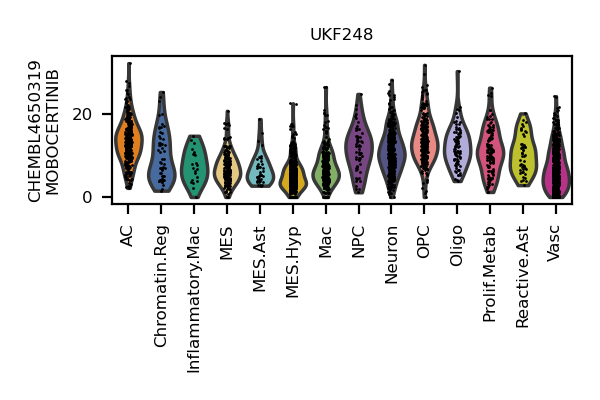 UKF248
CHEMBL4650319
MOBOCERTINIB
20
0
AC
Chromatin.Reg
Inflammatory.Mac
MES
MES.Ast
MES.Hyp
Mac
NPC
Neuron
OPC
Oligo
Prolif.Metab
Reactive.Ast
Vasc